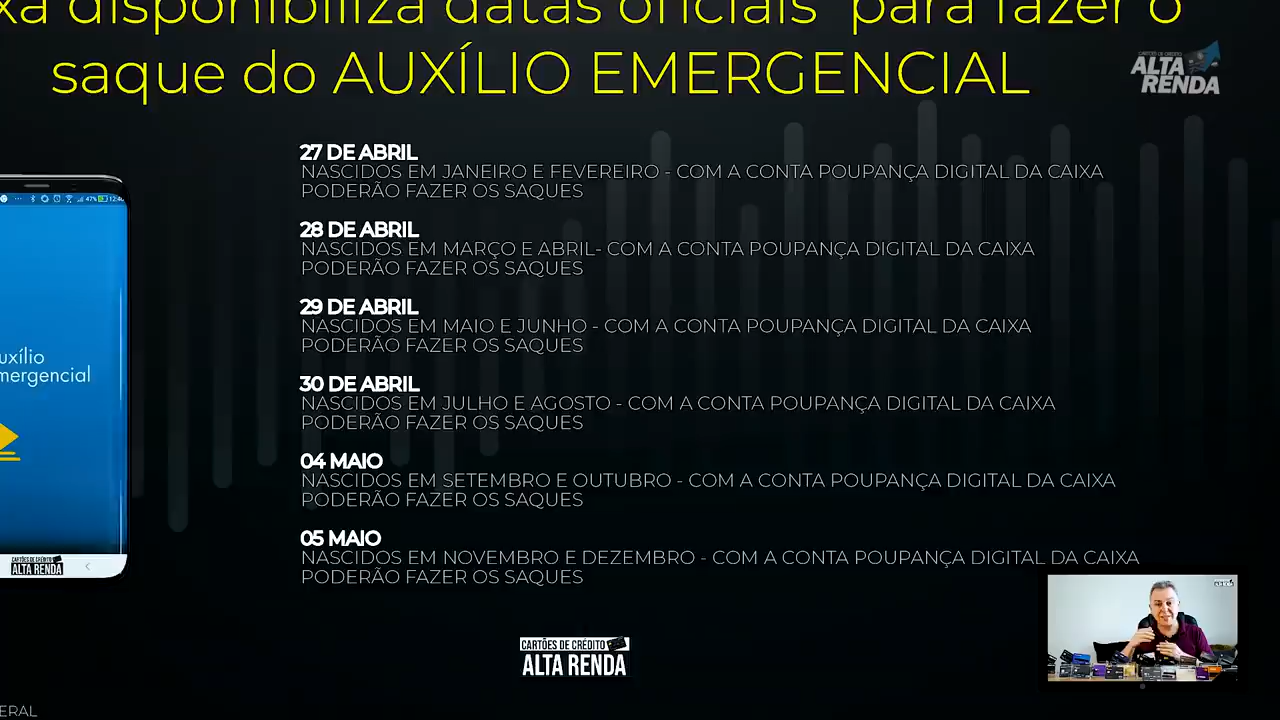 xa disponibiliza datas oficiais para fazer o
saque do AUXÍLIO EMERGENCIAL
CARTÕES DE CRÉDITO
ALTA
RENDA
27 DE ABRIL
NASCIDOS EM JANEIRO E FEVEREIRO - COM A CONTA POUPANÇA DIGITAL DA CAIXA
PODERÃO FAZER OS SAQUES
28 DE ABRIL
NASCIDOS EM MARÇO E ABRIL- COM A CONTA POUPANÇA DIGITAL DA CAIXA
PODERÃO FAZER OS SAQUES
29 DE ABRIL
NASCIDOS EM MAIO E JUNHO - COM A CONTA POUPANÇA DIGITAL DA CAIXA
PODERÃO FAZER OS SAQUES
30 DE ABRIL
NASCIDOS EM JULHO E AGOSTO - COM A CONTA POUPANÇA DIGITAL DA CAIXA
PODERÃO FAZER OS SAQUES
04 MAIO
NASCIDOS EM SETEMBRO E OUTUBRO - COM A CONTA POUPANÇA DIGITAL DA CAIXA
PODERÃO FAZER OS SAQUES
05 MAIO
NASCIDOS EM NOVEMBRO E DEZEMBRO - COM A CONTA POUPANÇA DIGITAL DA CAIXA
PODERÃO FAZER OS SAQUES
47%
uxílio
mergencial
CARTÕES DE CRÉDITO
ALTA RENDA
CARTÕES DE CRÉDITO
ALTA RENDA
ERAL